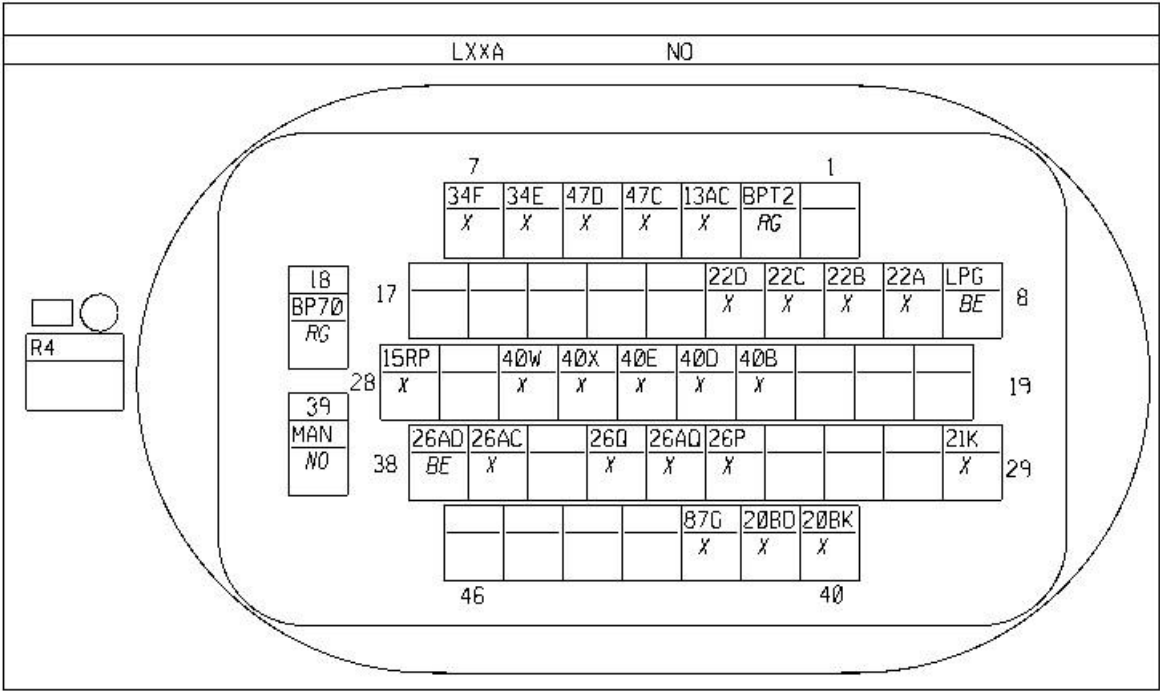 LXXA NO
7 1
34F 34E 47D 47C 13AC BPT2
X X X X X RG
18
17 22D 22C 22B 22A LPG 8
BP70 X X X X BE
RG
R4
28 15RP 40W 40X 40E 40D 40B 19
X X X X X X
39
MAN
NO
38 26AD 26AC 26Q 26AQ 26P 21K 29
BE X X X X X
87G 20BD 20BK
X X X
46 40